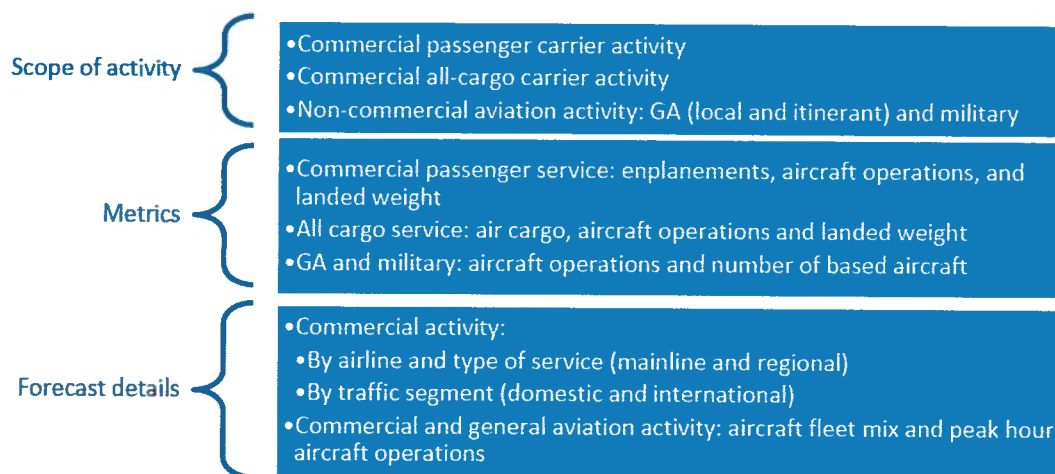 Scope of activity
•Commercial passenger carrier activity
•Commercial all-cargo carrier activity
•Non-commercial aviation activity: GA (local and itinerant) and military
Metrics
•Commercial passenger service: enplanements, aircraft operations, and
landed weight
•All cargo service: air cargo, aircraft operations and landed weight
•GA and military: aircraft operations and number of based aircraft
Forecast details
•Commercial activity:
•By airline and type of service (mainline and regional)
•By traffic segment (domestic and international)
•Commercial and general aviation activity: aircraft fleet mix and peak hour
aircraft operations